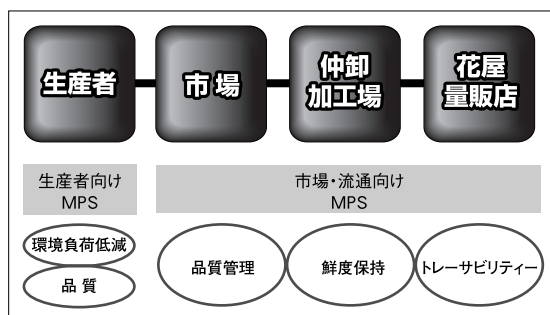 生産者
市場
仲卸
加工場
花屋
量販店
生産者向け
MPS
市場・流通向け
MPS
環境負荷低減
品質
品質管理
鮮度保持
トレーサビリティー